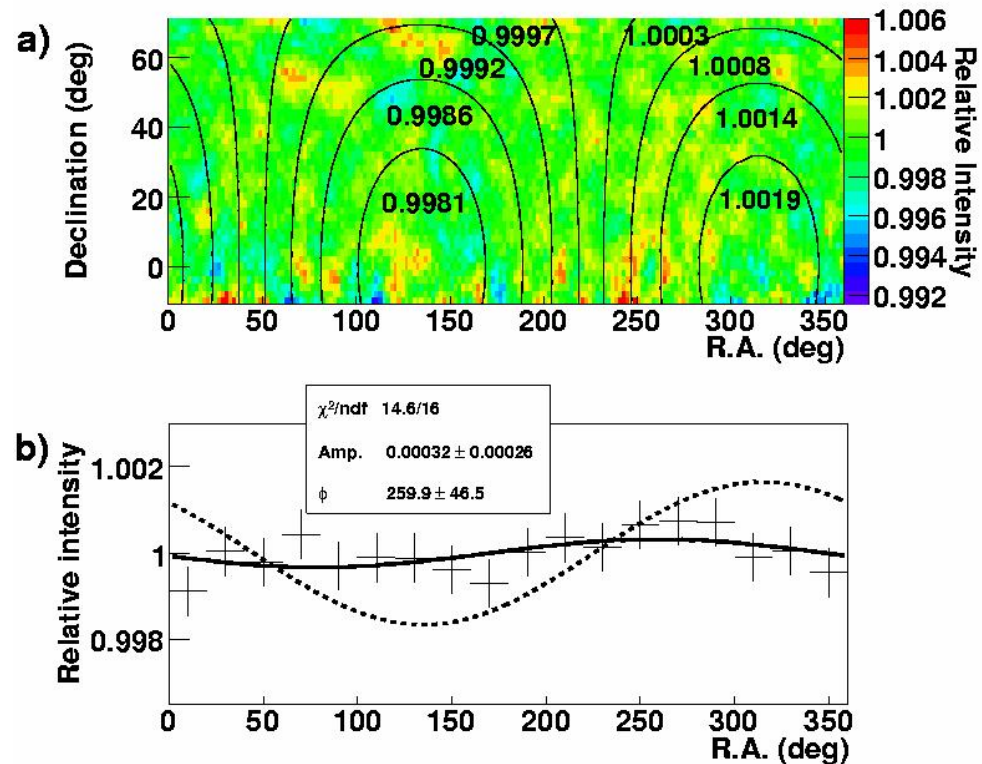 a)
Declination (deg)
60
40
20
0
0.9997
1.0003
0.9992
1.0008
0.9986
1.0014
0.9981
1.0019
0 50 100 150 200 250 300 350
R.A. (deg)
1.006
1.004
1.002
1
0.998
0.996
0.994
0.992
Relative Intensity
b)
Relative intensity
1.002
1
0.998
χ²/ndf 14.6/16
Amp. 0.00032 ± 0.00026
ϕ 259.9 ± 46.5
0 50 100 150 200 250 300 350
R.A. (deg)